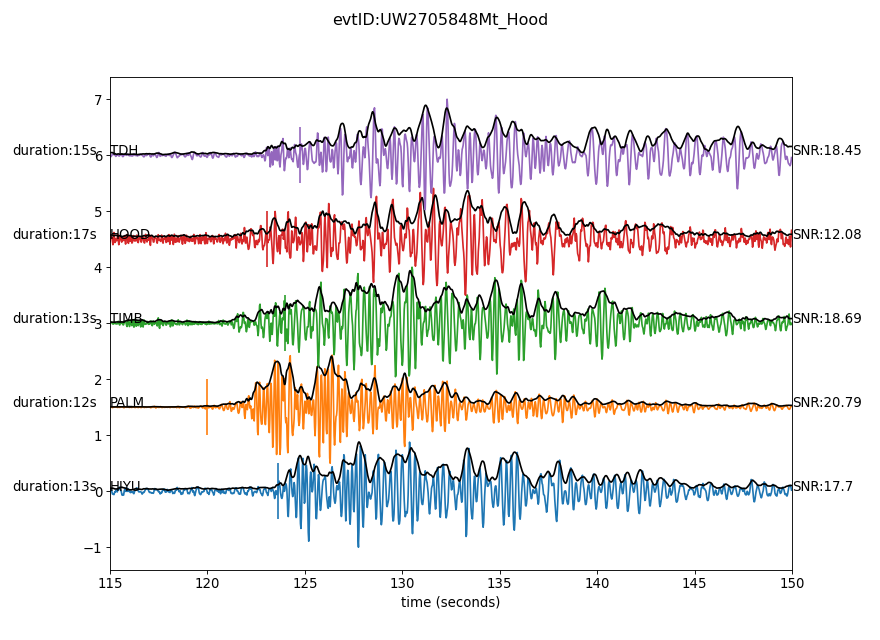 evtID:UW2705848Mt_Hood
7
duration:15s
6
TDH
SNR:18.45
5
duration:17s
HOOD
SNR:12.08
4
duration:13s
3
TIMB
SNR:18.69
2
duration:12s
PALM
SNR:20.79
1
duration:13s
0
HIYU
SNR:17.7
−1
115 120 125 130 135 140 145 150
time (seconds)